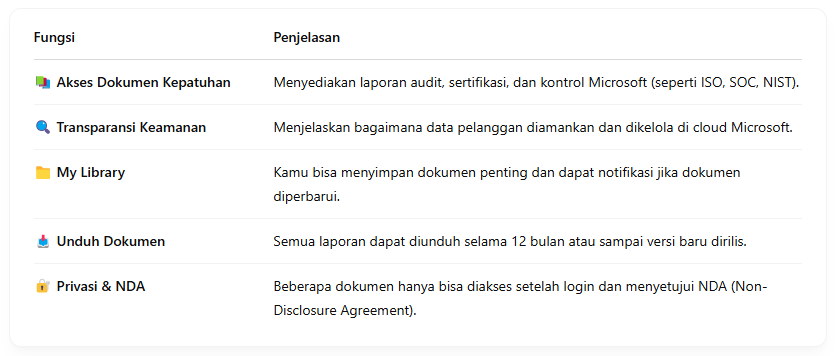 Fungsi Penjelasan
Akses Dokumen Kepatuhan Menyediakan laporan audit, sertifikasi, dan kontrol Microsoft (seperti ISO, SOC, NIST).
Transparansi Keamanan Menjelaskan bagaimana data pelanggan diamankan dan dikelola di cloud Microsoft.
My Library Kamu bisa menyimpan dokumen penting dan dapat notifikasi jika dokumen
diperbarui.
Unduh Dokumen Semua laporan dapat diunduh selama 12 bulan atau sampai versi baru dirilis.
Privasi & NDA Beberapa dokumen hanya bisa diakses setelah login dan menyetujui NDA (Non-
Disclosure Agreement).